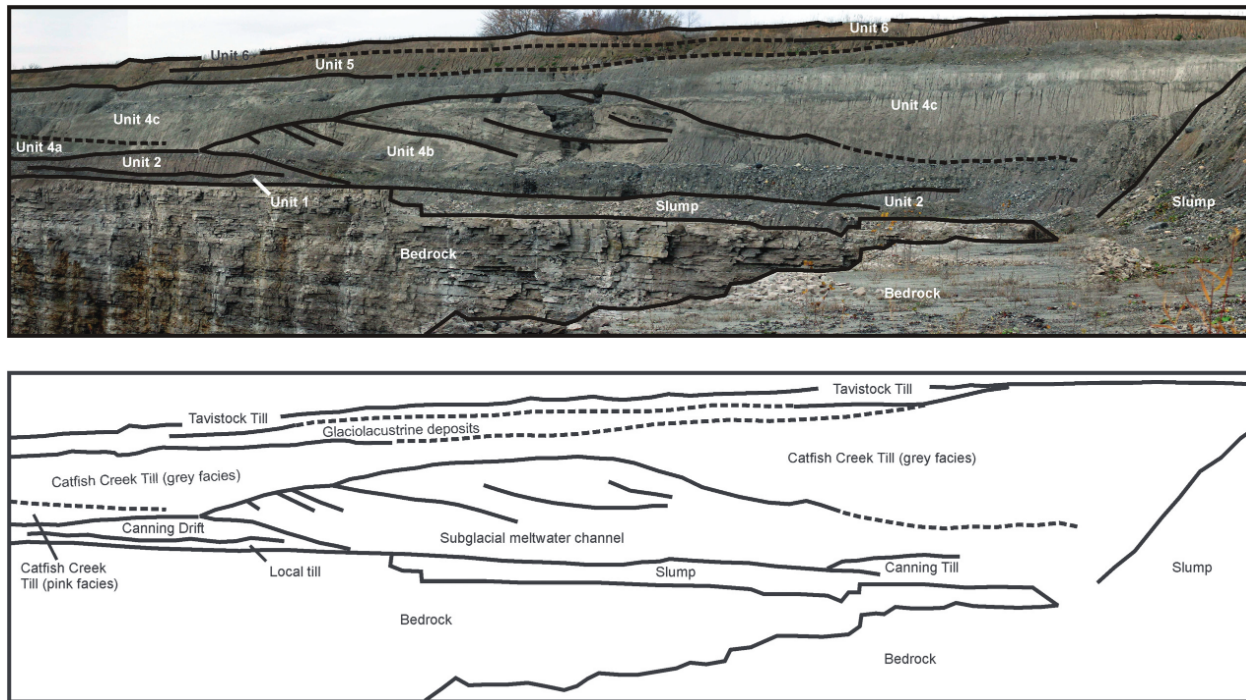 Unit 6
Unit 6
Unit 5
Unit 4c
Unit 4c
Unit 4a
Unit 4b
Unit 2
Unit 1
Slump
Unit 2
Slump
Bedrock
Bedrock
Tavistock Till
Tavistock Till
Glaciolacustrine deposits
Catfish Creek Till (grey facies)
Catfish Creek Till (grey facies)
Canning Drift
Subglacial meltwater channel
Catfish Creek
Till (pink facies)
Local till
Slump
Canning Till
Slump
Bedrock
Bedrock